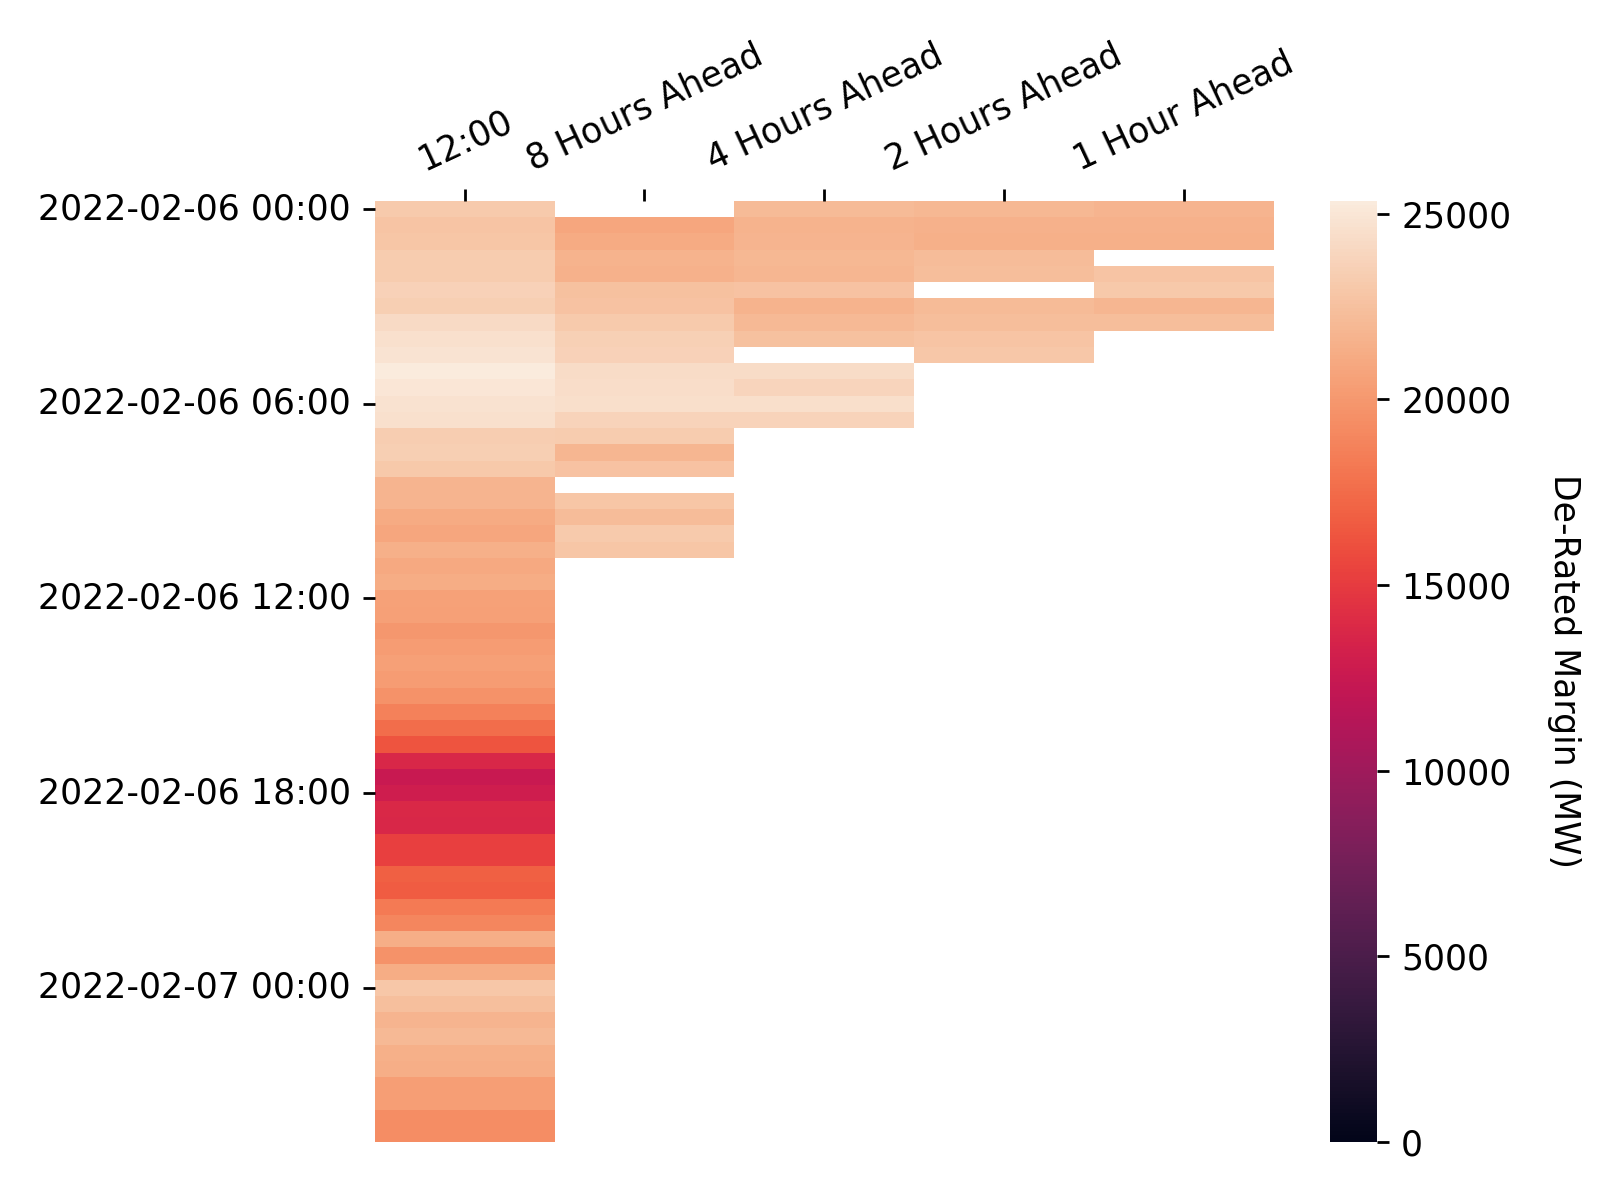 12:00
8 Hours Ahead
4 Hours Ahead
2 Hours Ahead
1 Hour Ahead
2022-02-06 00:00
2022-02-06 06:00
2022-02-06 12:00
2022-02-06 18:00
2022-02-07 00:00
25000
20000
15000
10000
5000
0
De-Rated Margin (MW)